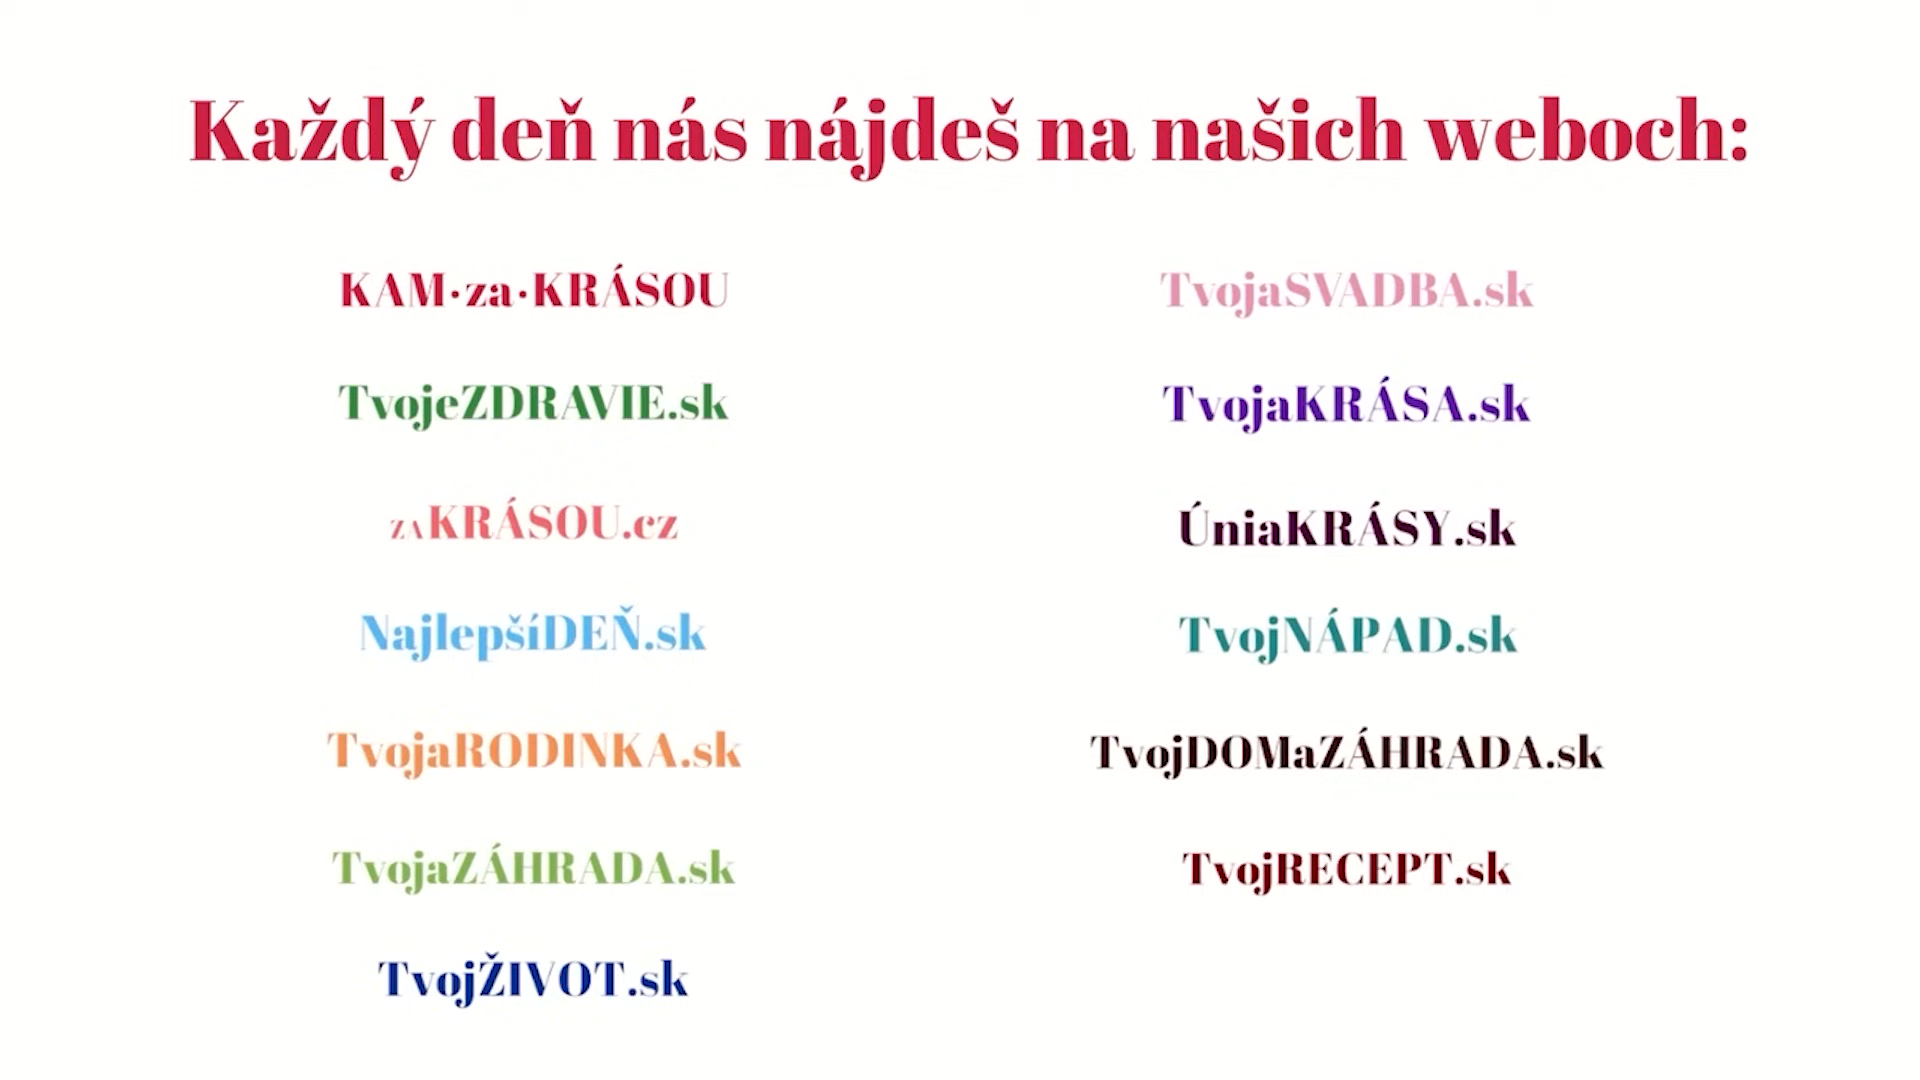 Každý deň nás nájdeš na našich weboch:
KAM·za·KRÁSOU
TvojeZDRAVIE.sk
ZAKRÁSOU.cz
NajlepšíDEŇ.sk
TvojaRODINKA.sk
TvojaZÁHRADA.sk
TvojŽIVOT.sk
TvojaSVADBA.sk
TvojaKRÁSA.sk
ÚniaKRÁSY.sk
TvojNÁPAD.sk
TvojDOMaZÁHRADA.sk
TvojRECEPT.sk